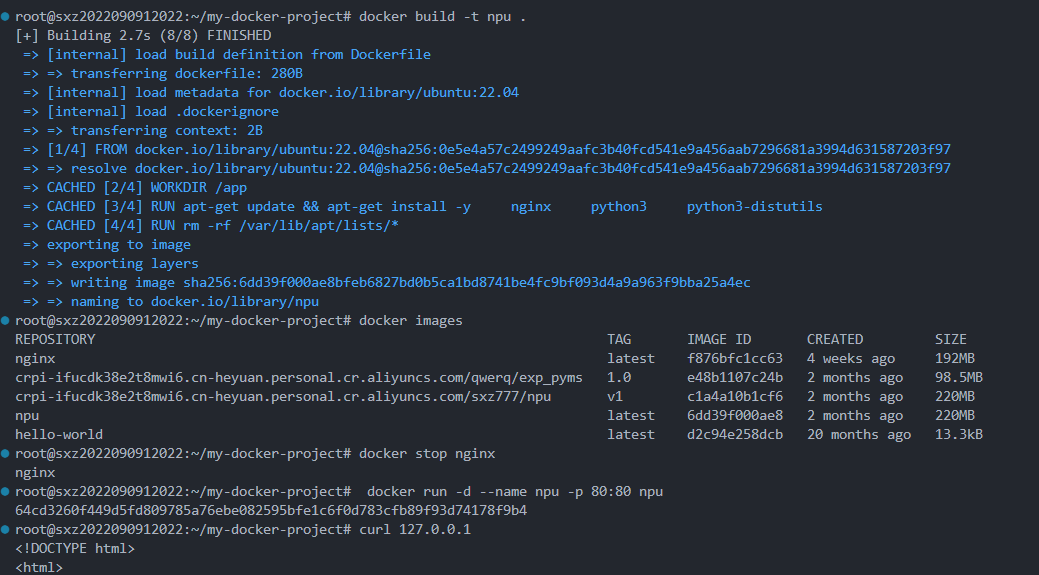 root@sxz2022090912022:~/my-docker-project# docker build -t npu .
[+] Building 2.7s (8/8) FINISHED
=> [internal] load build definition from Dockerfile
=> => transferring dockerfile: 280B
=> [internal] load metadata for docker.io/library/ubuntu:22.04
=> [internal] load .dockerignore
=> => transferring context: 2B
=> [1/4] FROM docker.io/library/ubuntu:22.04@sha256:0e5e4a57c2499249aafc3b40fcd541e9a456aab7296681a3994d631587203f97
=> => resolve docker.io/library/ubuntu:22.04@sha256:0e5e4a57c2499249aafc3b40fcd541e9a456aab7296681a3994d631587203f97
=> CACHED [2/4] WORKDIR /app
=> CACHED [3/4] RUN apt-get update && apt-get install -y     nginx     python3     python3-distutils
=> CACHED [4/4] RUN rm -rf /var/lib/apt/lists/*
=> exporting to image
=> => exporting layers
=> => writing image sha256:6dd39f000ae8bfeb6827bd0b5ca1bd8741be4fc9bf093d4a9a963f9bba25a4ec
=> => naming to docker.io/library/npu
root@sxz2022090912022:~/my-docker-project# docker images
REPOSITORY TAG IMAGE ID CREATED SIZE
nginx latest f876bfc1cc63 4 weeks ago 192MB
crpi-ifucdk38e2t8mwi6.cn-heyuan.personal.cr.aliyuncs.com/qwerq/exp_pyms 1.0 e48b1107c24b 2 months ago 98.5MB
crpi-ifucdk38e2t8mwi6.cn-heyuan.personal.cr.aliyuncs.com/sxz777/npu v1 c1a4a10b1cf6 2 months ago 220MB
npu latest 6dd39f000ae8 2 months ago 220MB
hello-world latest d2c94e258dcb 20 months ago 13.3kB
root@sxz2022090912022:~/my-docker-project# docker stop nginx
nginx
root@sxz2022090912022:~/my-docker-project#  docker run -d --name npu -p 80:80 npu
64cd3260f449d5fd809785a76ebe082595bfe1c6f0d783cfb89f93d74178f9b4
root@sxz2022090912022:~/my-docker-project# curl 127.0.0.1
<!DOCTYPE html>
<html>